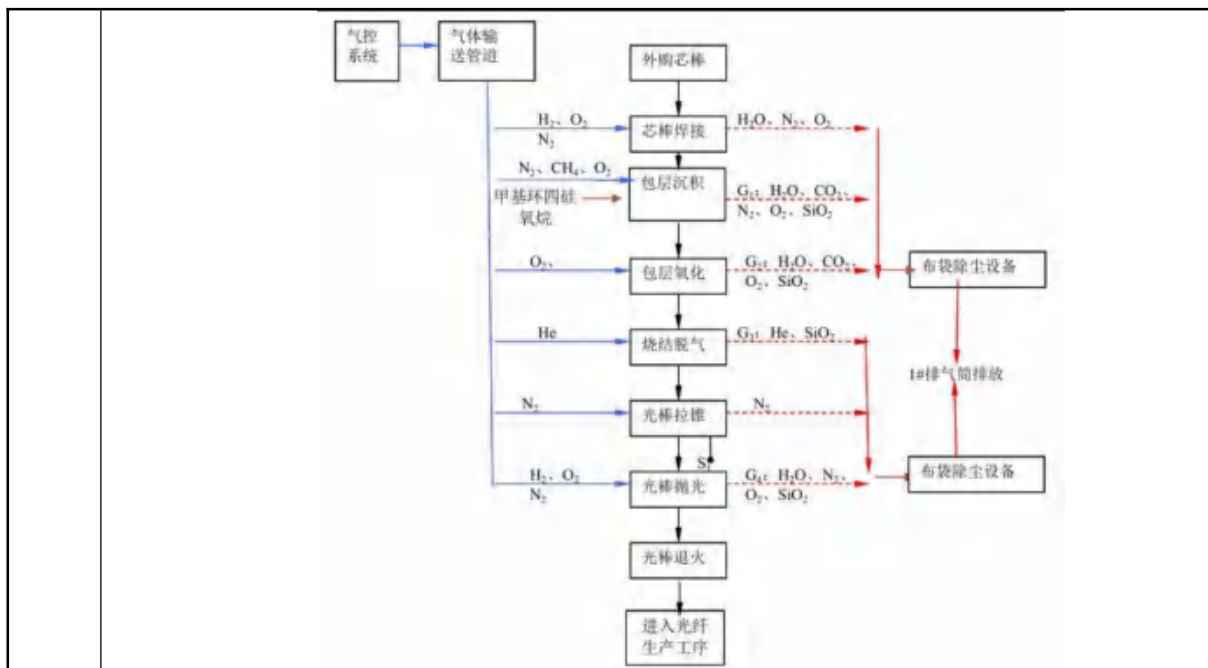 气控
系统
气体输
送管道
外购芯棒
H₂、O₂
N₂
芯棒焊接
H₂O、N₂、O₂
N₂、CH₄、O₂
甲基环四硅
氧烷
包层沉积
G₁：H₂O、CO₂、
N₂、O₂、SiO₂
O₂、
包层氧化
G₂：H₂O、CO₂、
O₂、SiO₂
布袋除尘设备
He
烧结脱气
G₃：He、SiO₂
1#排气筒排放
N₂
光棒拉锥
N₂
S₁
H₂、O₂
N₂
光棒抛光
G₄：H₂O、N₂、
O₂、SiO₂
布袋除尘设备
光棒退火
进入光纤
生产工序